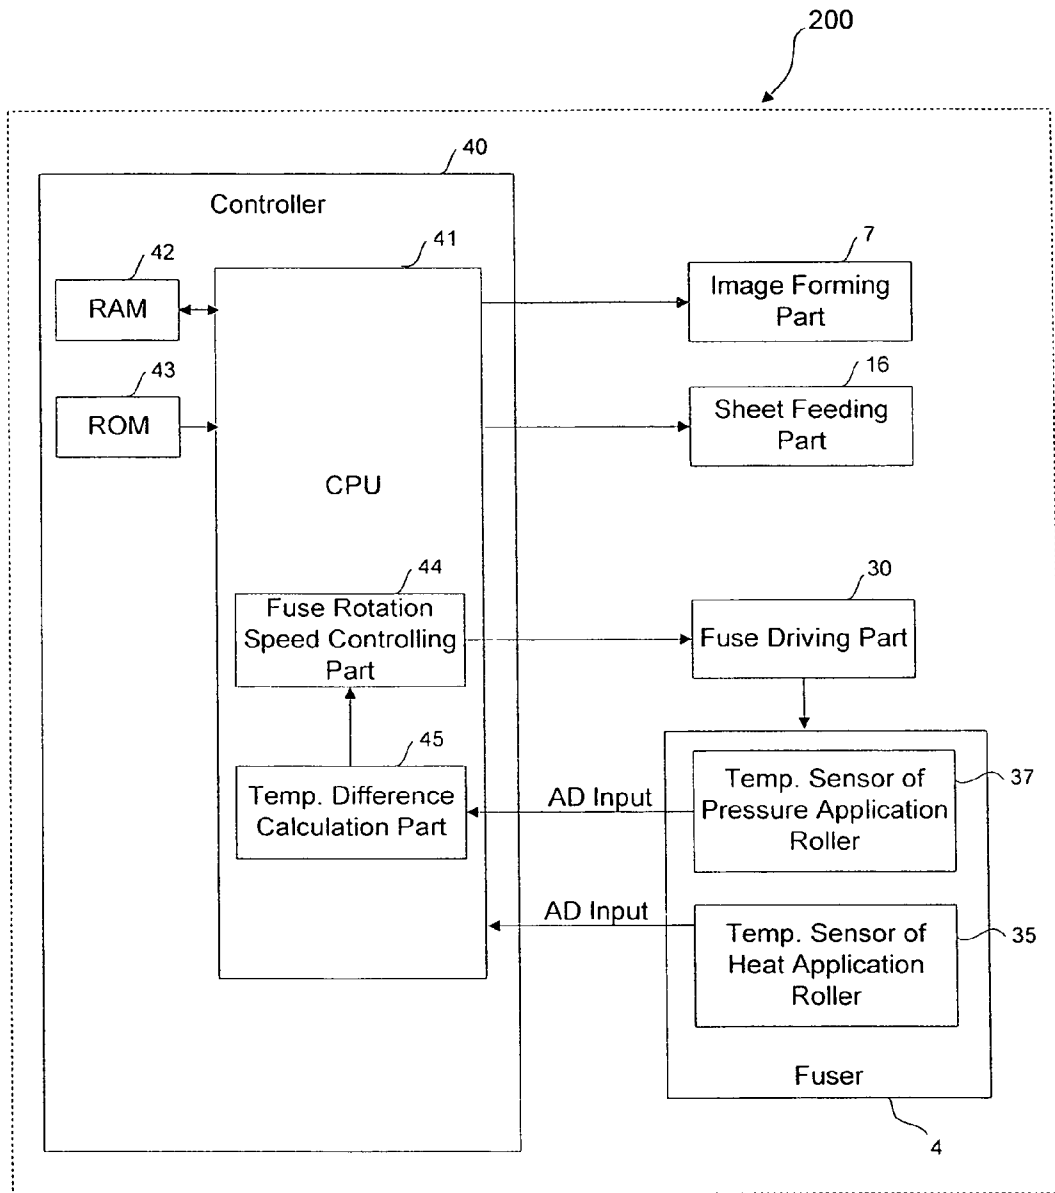 200
40
Controller
42
RAM
41
43
ROM
CPU
44
Fuse Rotation
Speed Controlling
Part
45
Temp. Difference
Calculation Part
7
Image Forming
Part
16
Sheet Feeding
Part
30
Fuse Driving Part
AD Input
Temp. Sensor of
Pressure Application
Roller
37
AD Input
Temp. Sensor of
Heat Application
Roller
35
Fuser
4